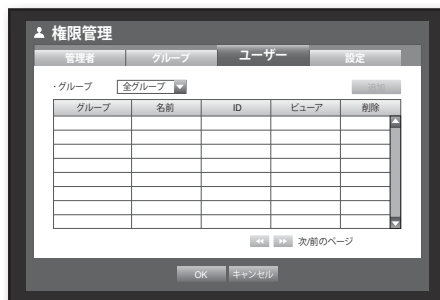 権限管理
管理者 グループ ユーザー 設定
・グループ 全グループ 追加
グループ 名前 ID ビューア 削除
次/前のページ
OK キャンセル